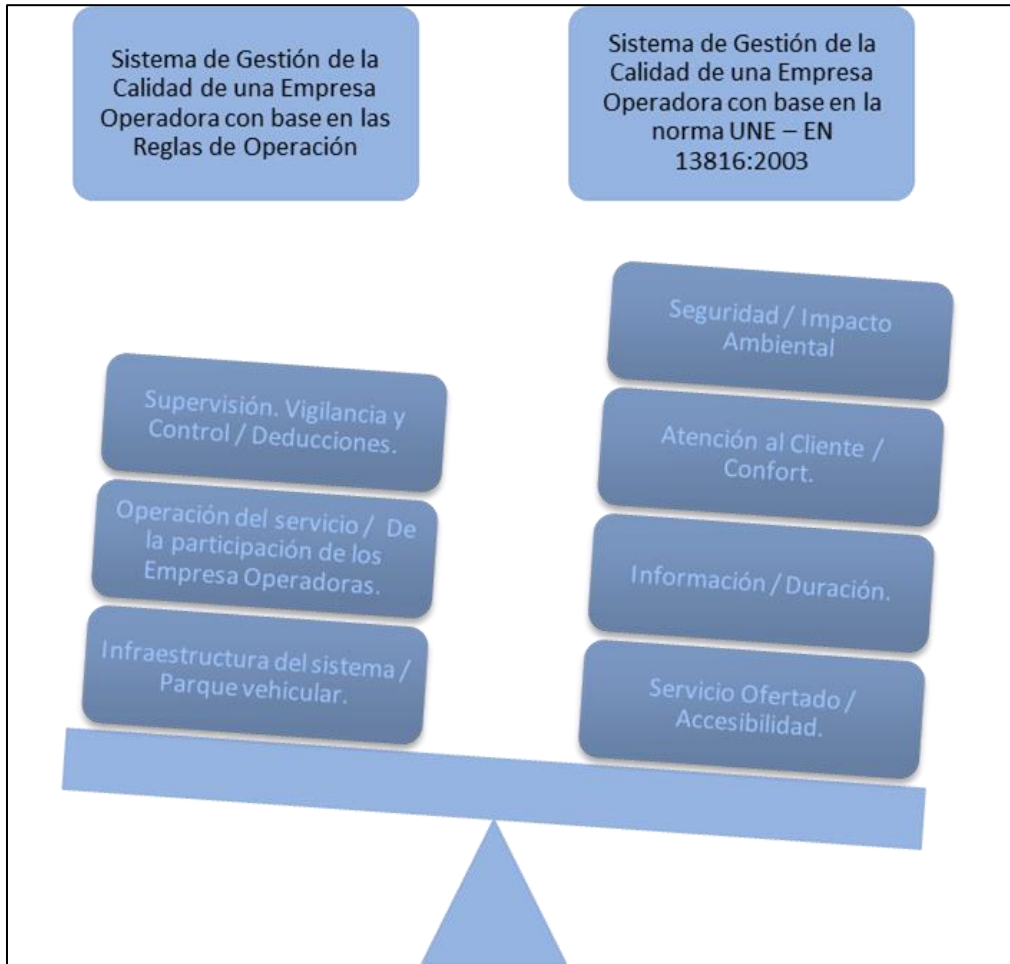 Sistema de Gestión de la
Calidad de una Empresa
Operadora con base en las
Reglas de Operación
Sistema de Gestión de la
Calidad de una Empresa
Operadora con base en la
norma UNE – EN
13816:2003
Supervisión. Vigilancia y
Control / Deducciones.
Operación del servicio / De
la participación de los
Empresa Operadoras.
Infraestructura del sistema /
Parque vehicular.
Seguridad / Impacto
Ambiental
Atención al Cliente /
Confort.
Información / Duración.
Servicio Ofertado /
Accesibilidad.